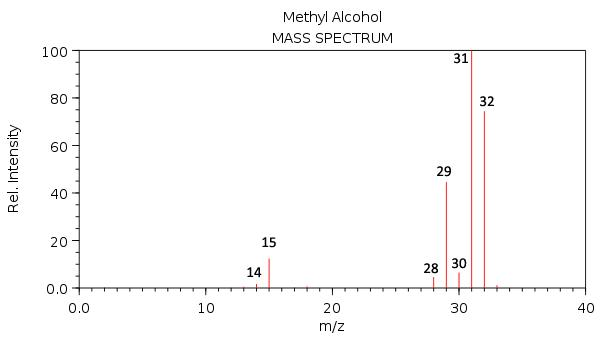 Methyl Alcohol
MASS SPECTRUM
Rel. Intensity
100
80
60
40
20
0.0
14
15
28
29
30
31
32
0.0 10 20 30 40
m/z